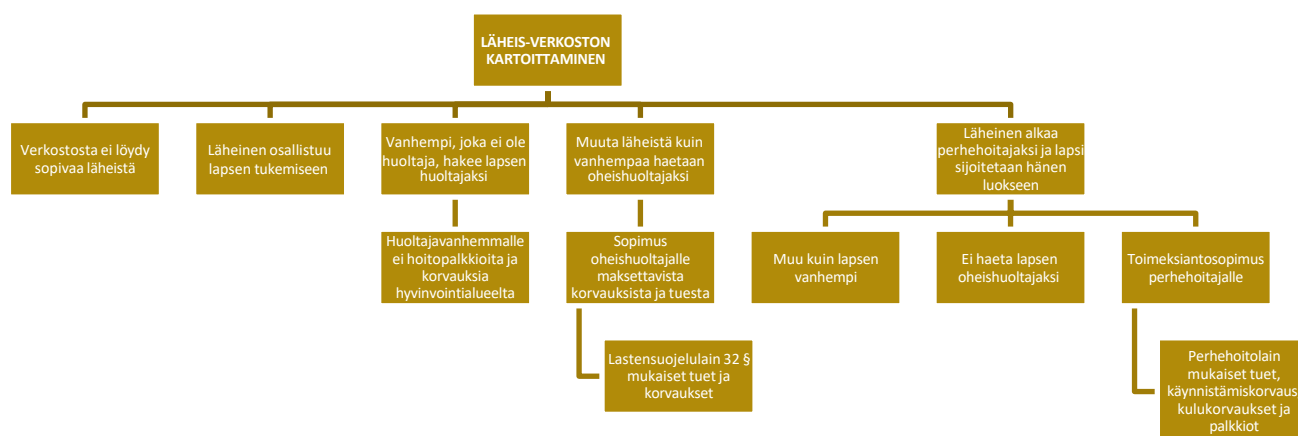 LÄHEIS-VERKOSTON
KARTOITTAMINEN
Verkostosta ei löydy
sopivaa läheistä
Läheinen osallistuu
lapsen tukemiseen
Vanhempi, joka ei ole
huoltaja, hakee lapsen
huoltajaksi
Muuta läheistä kuin
vanhempaa haetaan
oheishuoltajaksi
Läheinen alkaa
perhehoitajaksi ja lapsi
sijoitetaan hänen
luokseen
Huoltajavanhemmalle
ei hoitopalkkioita ja
korvauksia
hyvinvointialueelta
Sopimus
oheishuoltajalle
maksettavista
korvauksista ja tuesta
Muu kuin lapsen
vanhempi
Ei haeta lapsen
oheishuoltajaksi
Toimeksiantosopimus
perhehoitajalle
Lastensuojelulain 32 §
mukaiset tuet ja
korvaukset
Perhehoitolain
mukaiset tuet,
käynnistämiskorvaus
kulukorvaukset ja
palkkiot